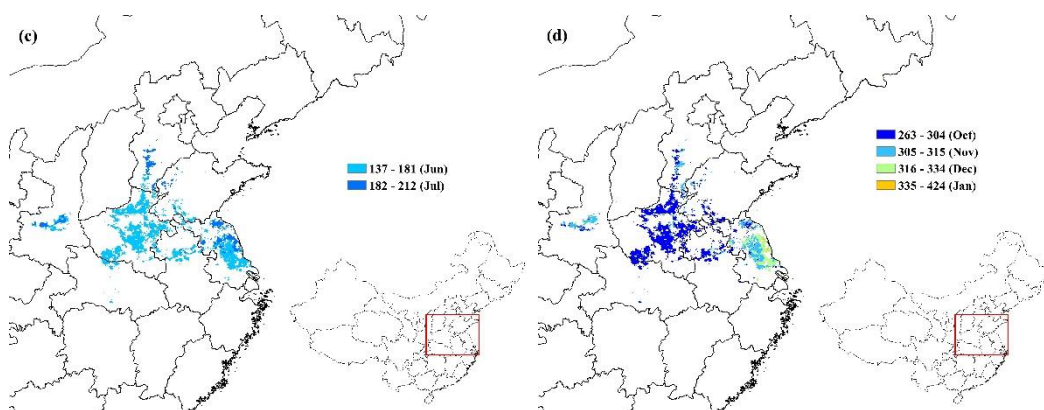 (c)
137 - 181 (Jun)
182 - 212 (Jul)
(d)
263 - 304 (Oct)
305 - 315 (Nov)
316 - 334 (Dec)
335 - 424 (Jan)